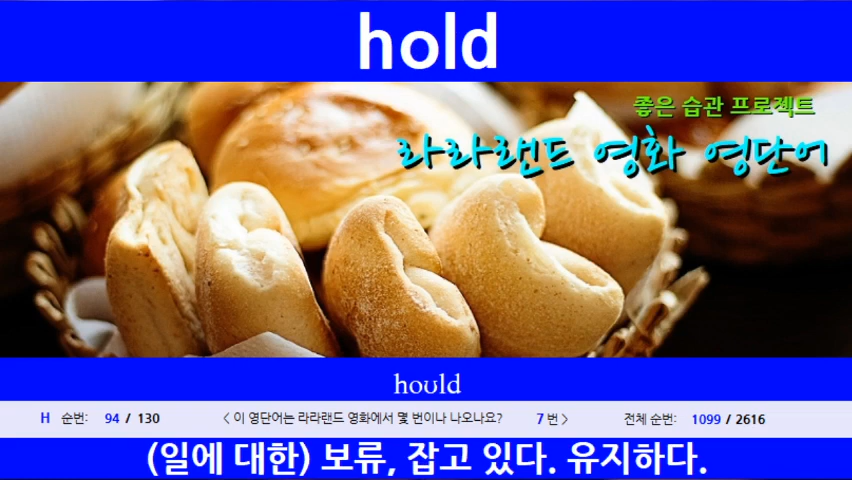 hold
좋은 습관 프로젝트
라라랜드 영화 영단어
hoʊld
H 순번: 94 / 130 < 이 영단어는 라라랜드 영화에서 몇 번이나 나오나요? 7 번 > 전체 순번: 1099 / 2616
(일에 대한) 보류, 잡고 있다. 유지하다.